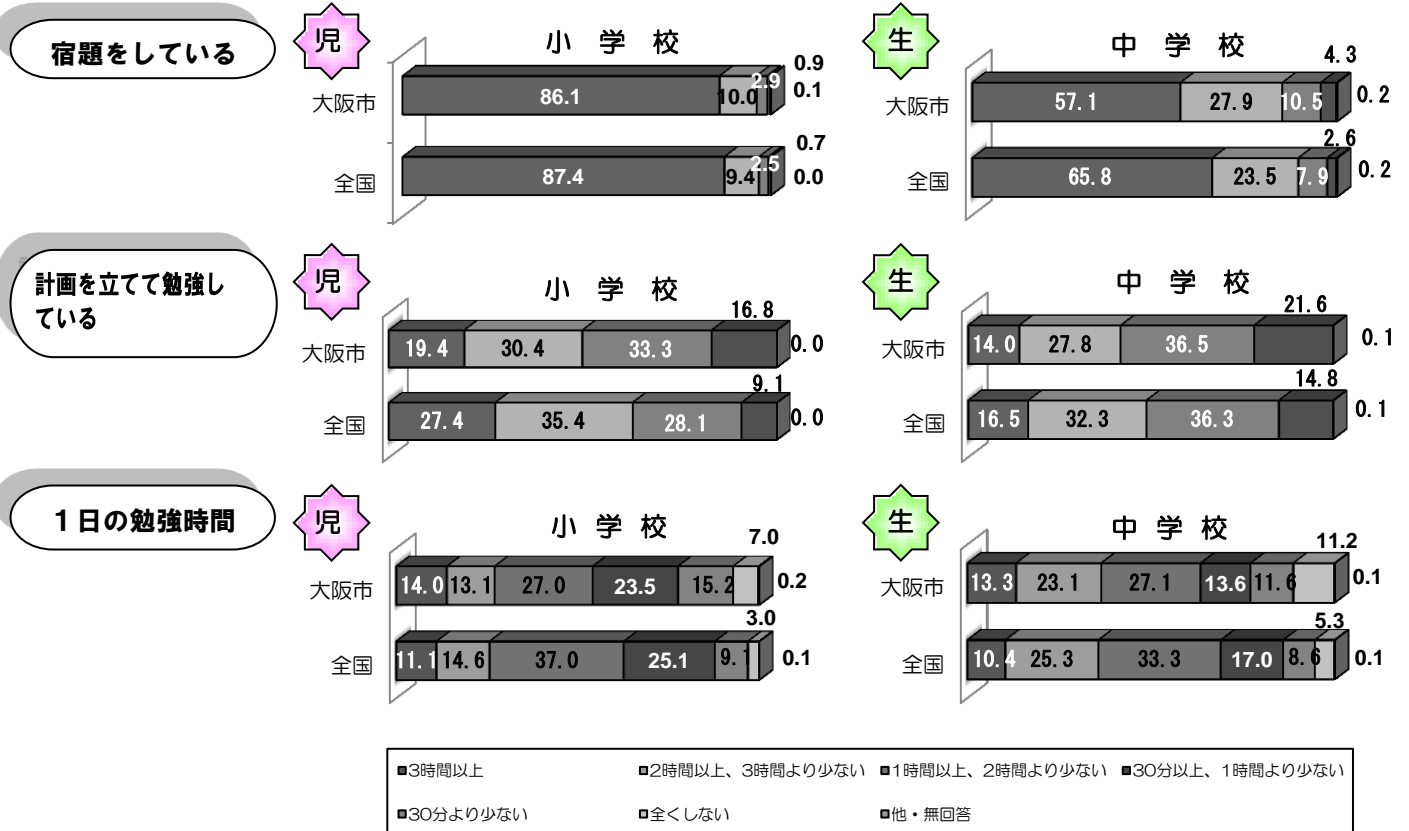 宿題をしている
児
小 学 校
大阪市
86.1
10.0
2.9
0.9
0.1
全国
87.4
9.4
2.5
0.7
0.0
生
中 学 校
大阪市
57.1
27.9
10.5
4.3
0.2
全国
65.8
23.5
7.9
2.6
0.2
計画を立てて勉強し
ている
児
小 学 校
大阪市
19.4
30.4
33.3
16.8
0.0
全国
27.4
35.4
28.1
9.1
0.0
生
中 学 校
大阪市
14.0
27.8
36.5
21.6
0.1
全国
16.5
32.3
36.3
14.8
0.1
1日の勉強時間
児
小 学 校
大阪市
14.0
13.1
27.0
23.5
15.2
7.0
0.2
全国
11.1
14.6
37.0
25.1
9.1
3.0
0.1
生
中 学 校
大阪市
13.3
23.1
27.1
13.6
11.6
11.2
0.1
全国
10.4
25.3
33.3
17.0
8.6
5.3
0.1
3時間以上 2時間以上、3時間より少ない 1時間以上、2時間より少ない 30分以上、1時間より少ない
30分より少ない 全くしない 他・無回答